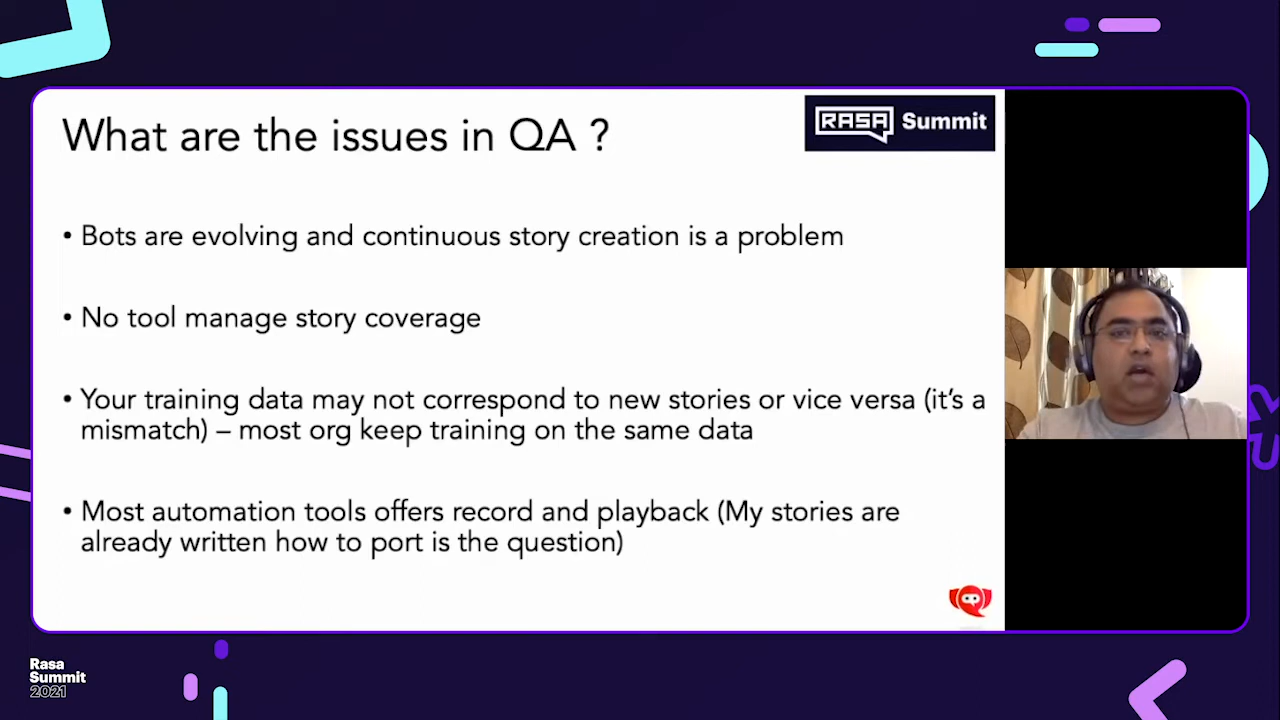 What are the issues in QA ?
RASA Summit
• Bots are evolving and continuous story creation is a problem
• No tool manage story coverage
• Your training data may not correspond to new stories or vice versa (it's a
mismatch) – most org keep training on the same data
• Most automation tools offers record and playback (My stories are
already written how to port is the question)
Rasa
Summit
2021